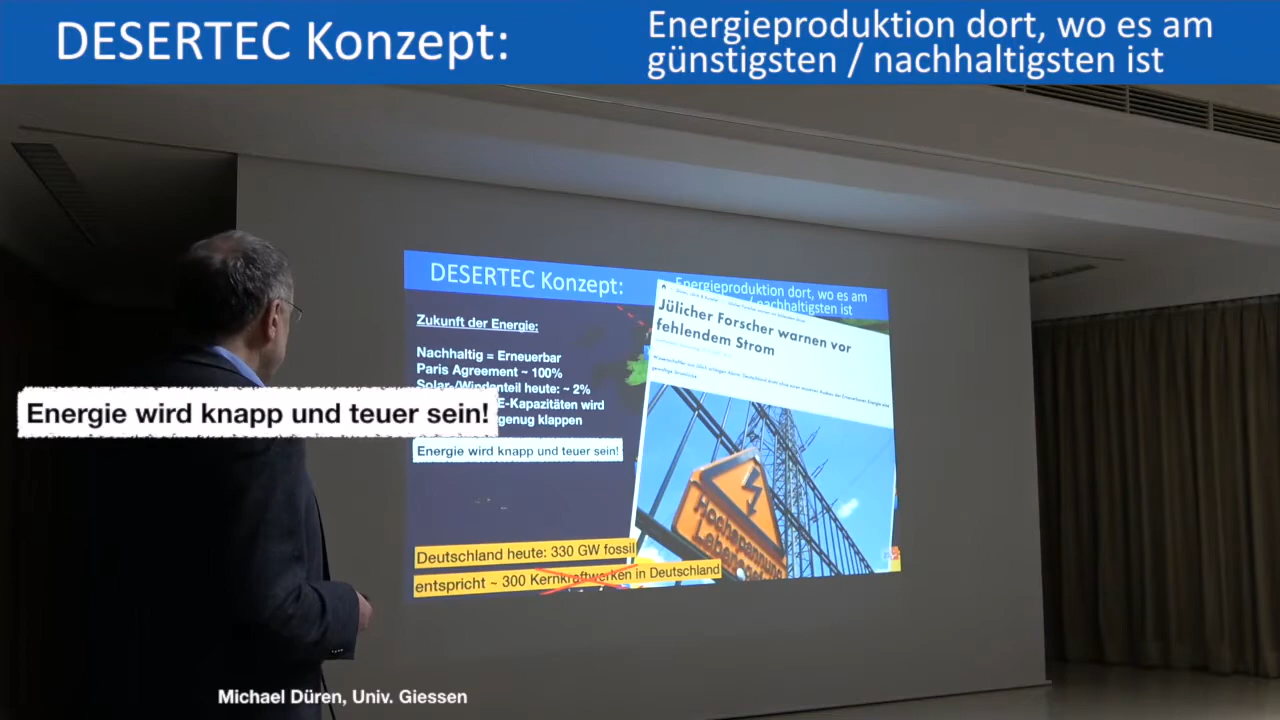 DESERTEC Konzept:
Energieproduktion dort, wo es am
günstigsten / nachhaltigsten ist
DESERTEC Konzept:
Energieproduktion dort, wo es am
nachhaltigsten ist
Zukunft der Energie:
Nachhaltig = Erneuerbar
Paris Agreement ~ 100%
Solar-/Windanteil heute: ~ 2%
E-Kapazitäten wird
genug klappen
Energie wird knapp und teuer sein!
Energie wird knapp und teuer sein!
Jülicher Forscher warnen vor
fehlendem Strom
Hochspannung
Deutschland heute: 330 GW fossil
entspricht ~ 300 Kernkraftwerken in Deutschland
Michael Düren, Univ. Giessen